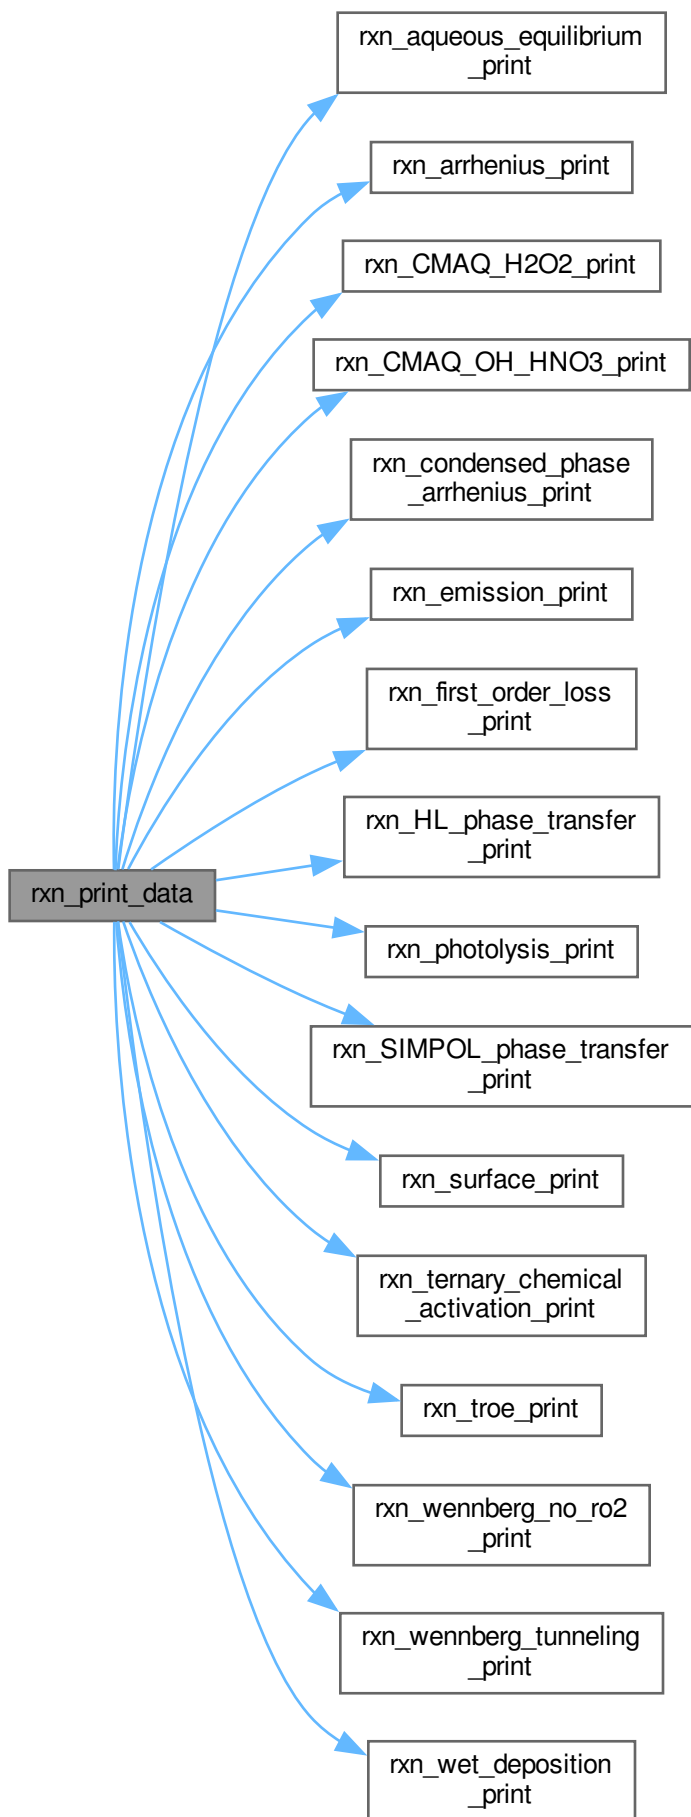 rxn_aqueous_equilibrium
_print
rxn_arrhenius_print
rxn_CMAQ_H2O2_print
rxn_CMAQ_OH_HNO3_print
rxn_condensed_phase
_arrhenius_print
rxn_emission_print
rxn_first_order_loss
_print
rxn_HL_phase_transfer
_print
rxn_print_data
rxn_photolysis_print
rxn_SIMPOL_phase_transfer
_print
rxn_surface_print
rxn_ternary_chemical
_activation_print
rxn_troe_print
rxn_wennberg_no_ro2
_print
rxn_wennberg_tunneling
_print
rxn_wet_deposition
_print